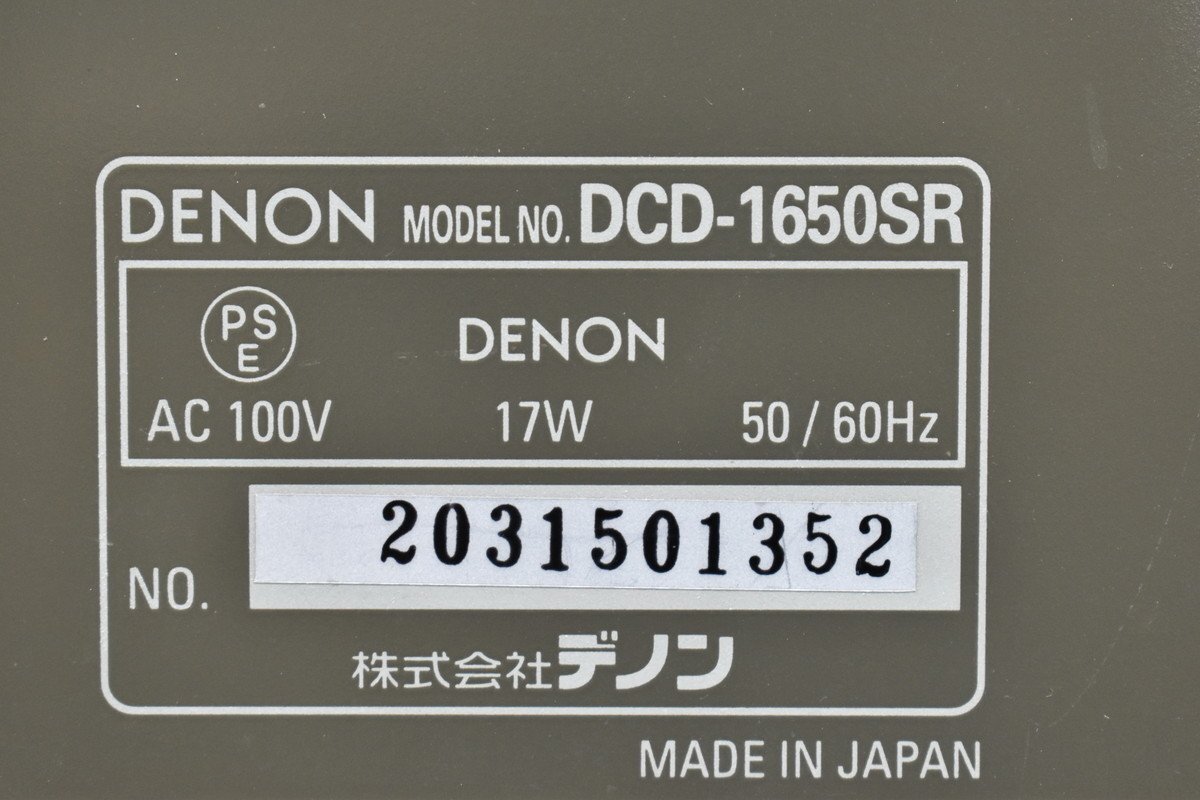 DENON MODEL NO. DCD-1650SR
PS
E
DENON
AC 100V 17W 50 / 60Hz
NO. 2031501352
株式会社デノン
MADE IN JAPAN